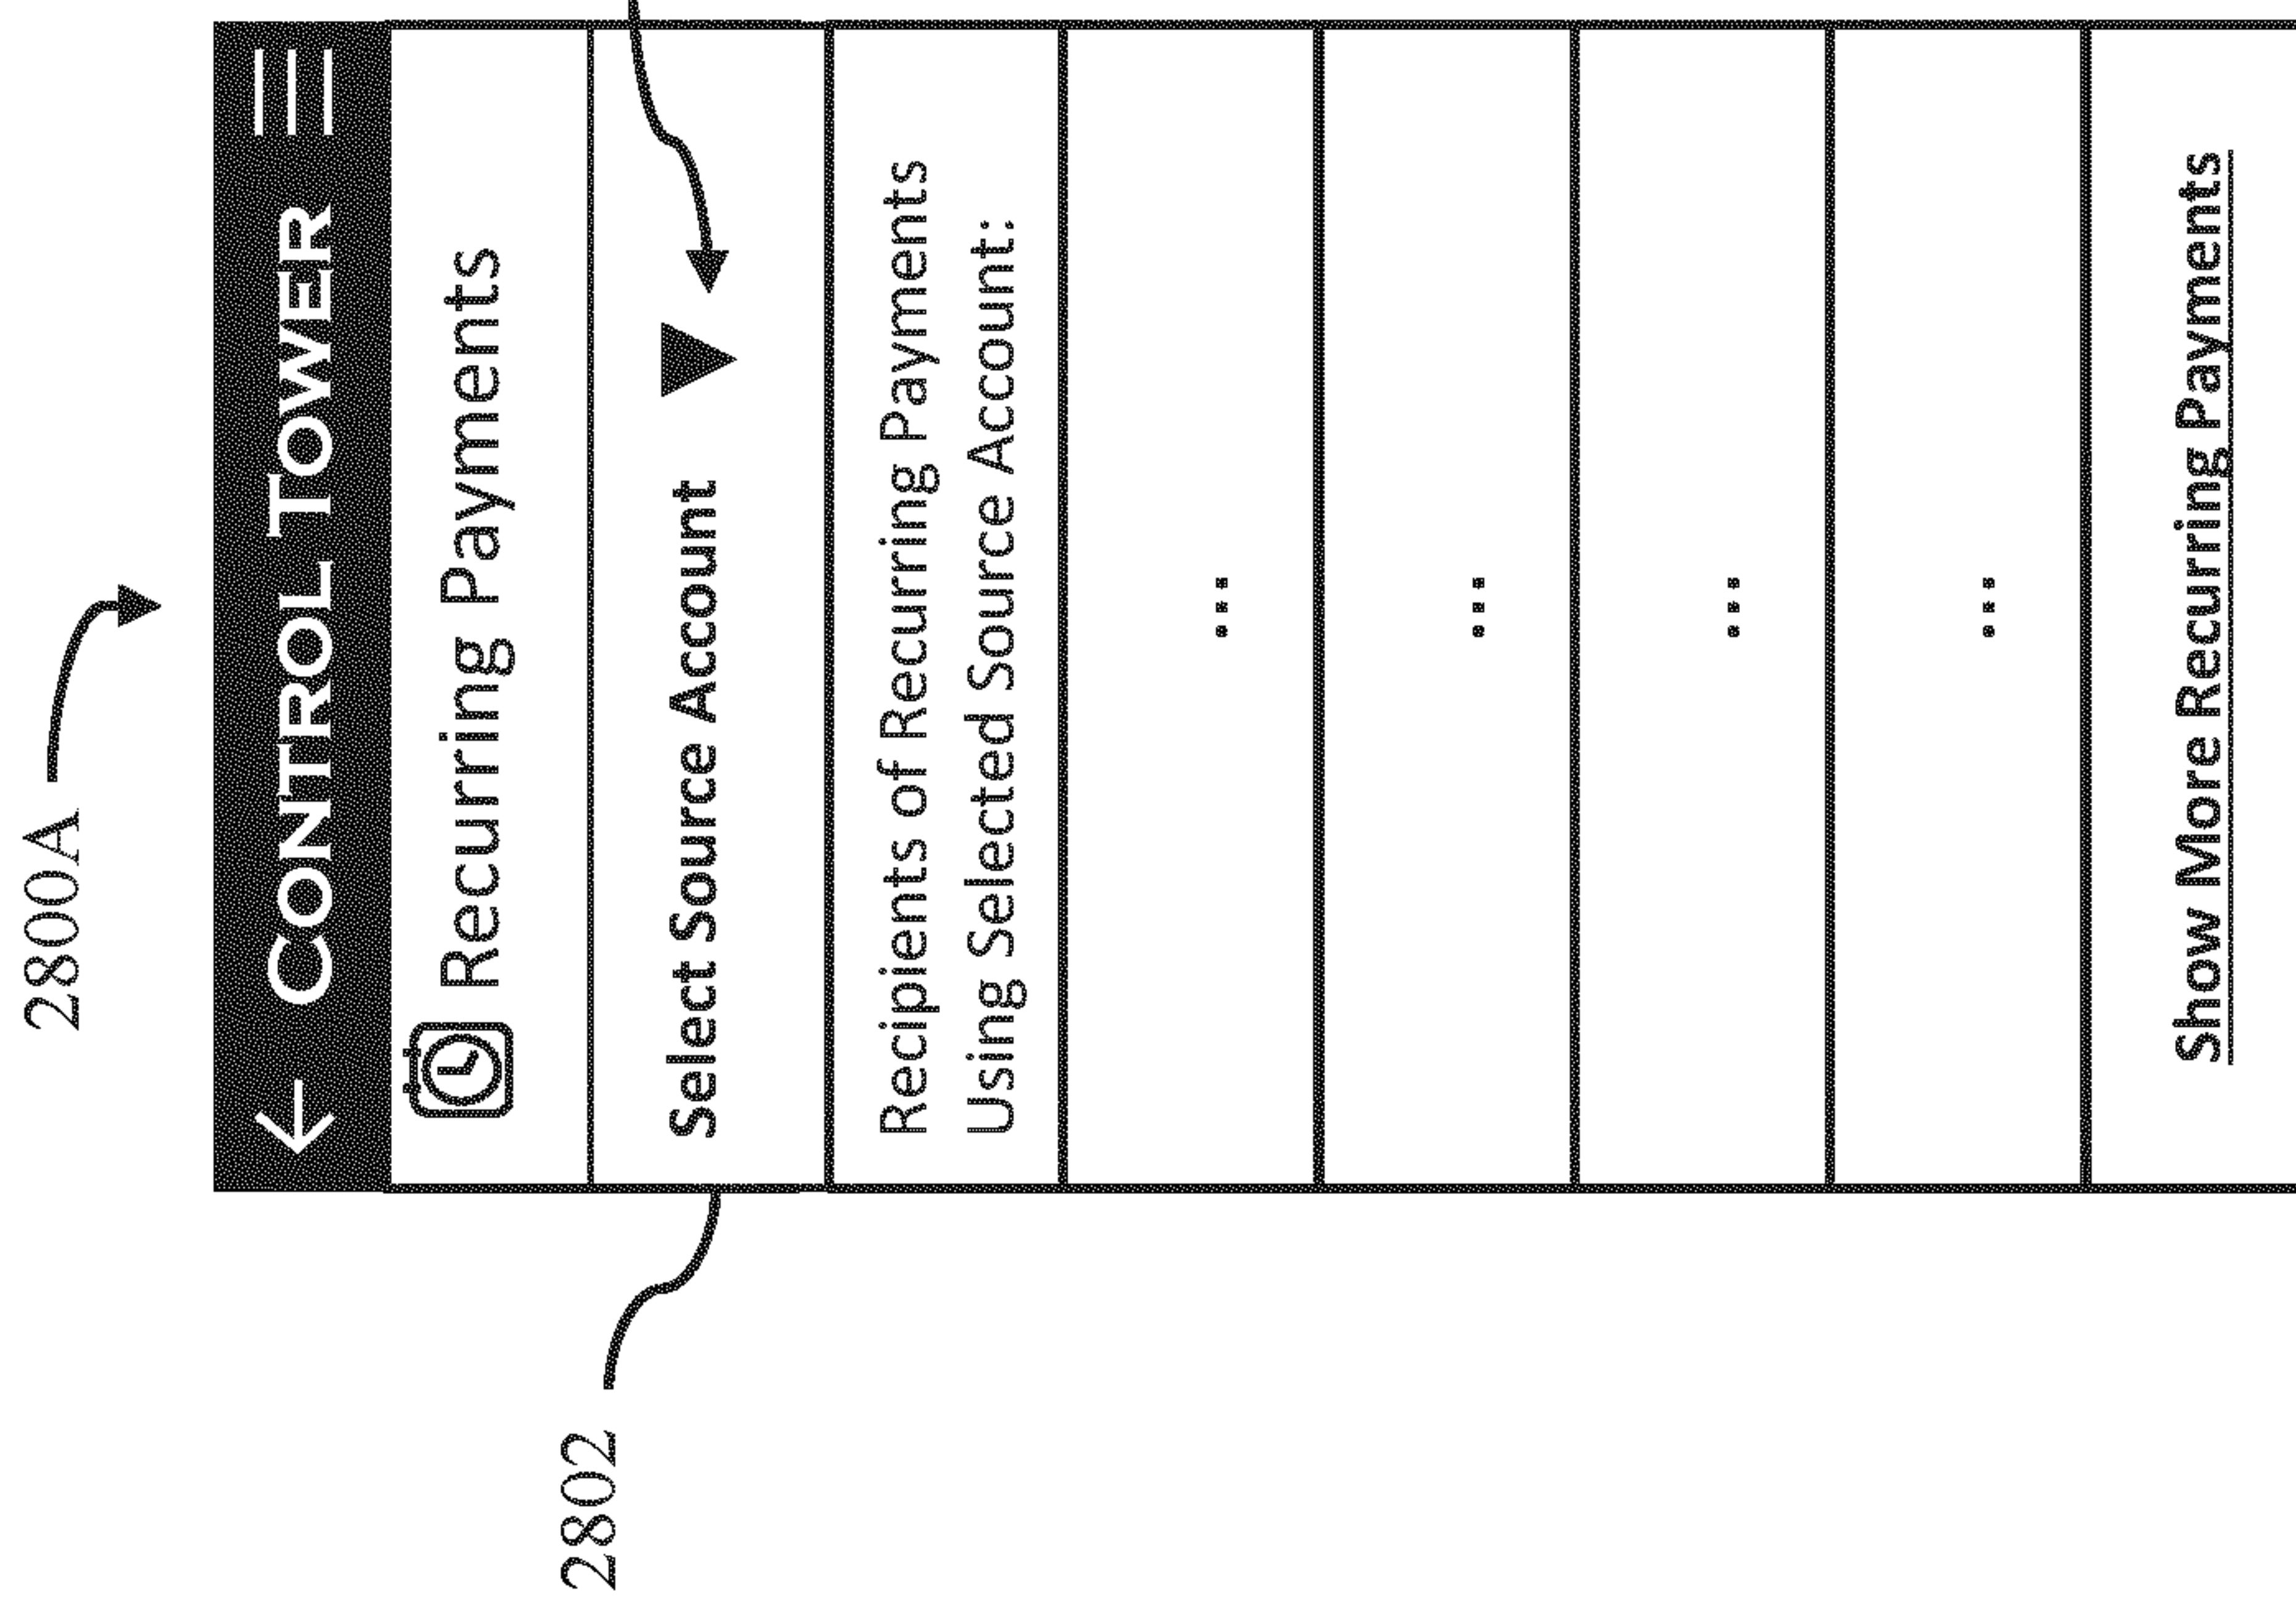 2800A
CONTROL TOWER
Recurring Payments
2802
Select Source Account
Recipients of Recurring Payments
Using Selected Source Account:
...
...
...
...
Show More Recurring Payments